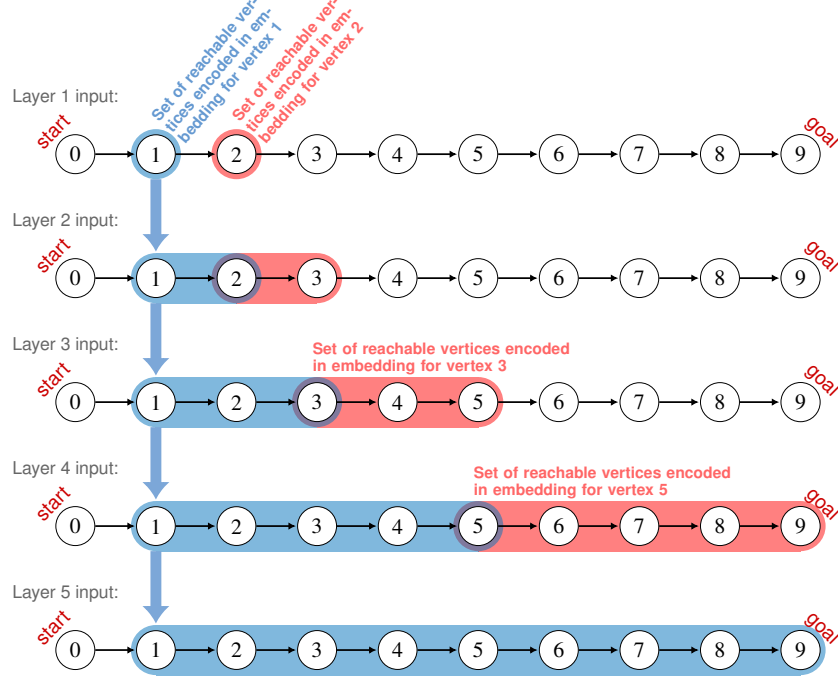 Set of reachable ver-
tices encoded in em-
bedding for vertex 1
Set of reachable ver-
tices encoded in em-
bedding for vertex 2
Layer 1 input:
start
goal
0 1 2 3 4 5 6 7 8 9
Layer 2 input:
start
goal
0 1 2 3 4 5 6 7 8 9
Layer 3 input:
Set of reachable vertices encoded
in embedding for vertex 3
start
goal
0 1 2 3 4 5 6 7 8 9
Layer 4 input:
Set of reachable vertices encoded
in embedding for vertex 5
start
goal
0 1 2 3 4 5 6 7 8 9
Layer 5 input:
start
goal
0 1 2 3 4 5 6 7 8 9